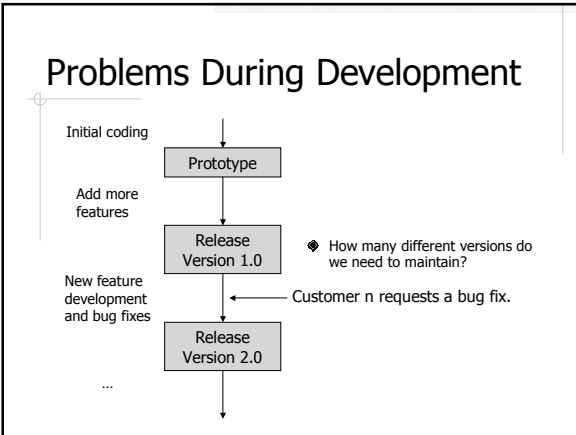 Problems During Development
Initial coding
Prototype
Add more
features
Release
Version 1.0
How many different versions do
we need to maintain?
New feature
development
and bug fixes
Customer n requests a bug fix.
Release
Version 2.0
...